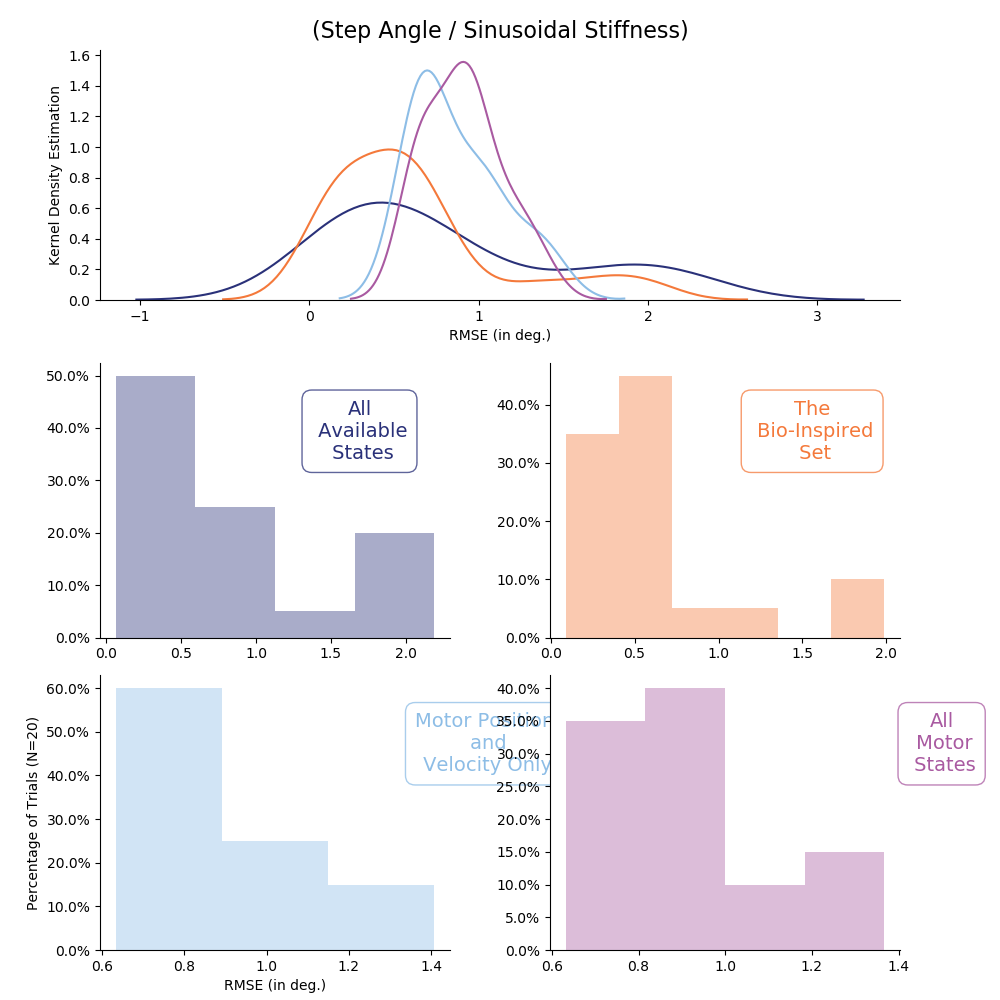 (Step Angle / Sinusoidal Stiffness)
Kernel Density Estimation
1.6
1.4
1.2
1.0
0.8
0.6
0.4
0.2
0.0
−1 0 1 2 3
RMSE (in deg.)
50.0%
40.0%
30.0%
20.0%
10.0%
0.0%
0.0 0.5 1.0 1.5 2.0
All
Available
States
40.0%
30.0%
20.0%
10.0%
0.0%
0.0 0.5 1.0 1.5 2.0
The
Bio-Inspired
Set
Percentage of Trials (N=20)
60.0%
50.0%
40.0%
30.0%
20.0%
10.0%
0.0%
0.6 0.8 1.0 1.2 1.4
RMSE (in deg.)
Motor Position
and
Velocity Only
40.0%
35.0%
30.0%
25.0%
20.0%
15.0%
10.0%
5.0%
0.0%
0.6 0.8 1.0 1.2 1.4
All
Motor
States